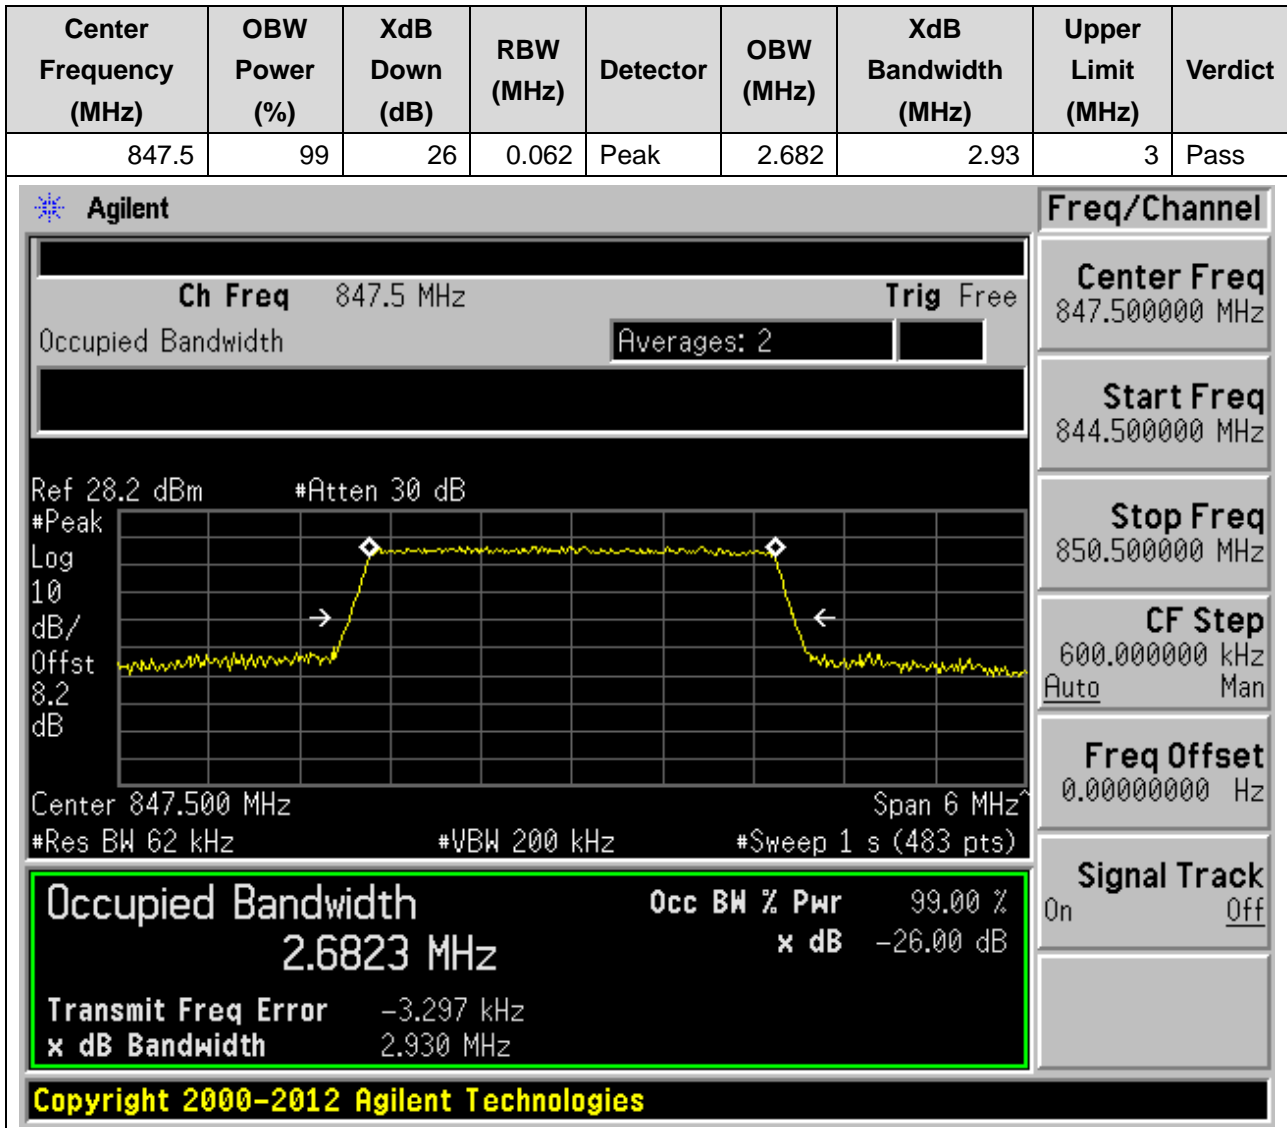 Center Frequency (MHz) OBW Power (%) XdB Down (dB) RBW (MHz) Detector OBW (MHz) XdB Bandwidth (MHz) Upper Limit (MHz) Verdict
847.5 99 26 0.062 Peak 2.682 2.93 3 Pass
Agilent
Freq/Channel
Ch Freq 847.5 MHz Trig Free
Occupied Bandwidth Averages: 2
Center Freq
847.500000 MHz
Start Freq
844.500000 MHz
Stop Freq
850.500000 MHz
CF Step
600.000000 kHz
Auto Man
Freq Offset
0.00000000 Hz
Signal Track
On Off
Ref 28.2 dBm #Atten 30 dB
#Peak
Log
10
dB/
Offst
8.2
dB
Center 847.500 MHz Span 6 MHz^
#Res BW 62 kHz #VBW 200 kHz #Sweep 1 s (483 pts)
Occupied Bandwidth Occ BW % Pwr 99.00 %
2.6823 MHz x dB -26.00 dB
Transmit Freq Error -3.297 kHz
x dB Bandwidth 2.930 MHz
Copyright 2000-2012 Agilent Technologies